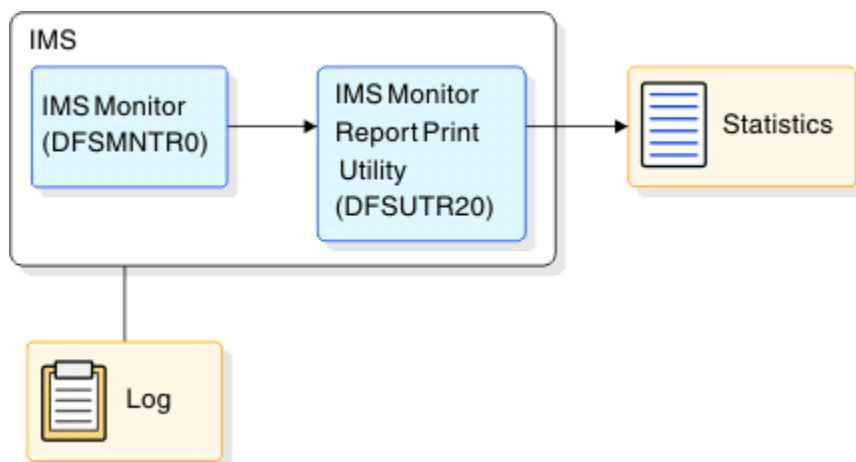 IMS
IMS Monitor
(DFSMNTR0)
IMS Monitor
Report Print
Utility
(DFSUTR20)
Statistics
Log